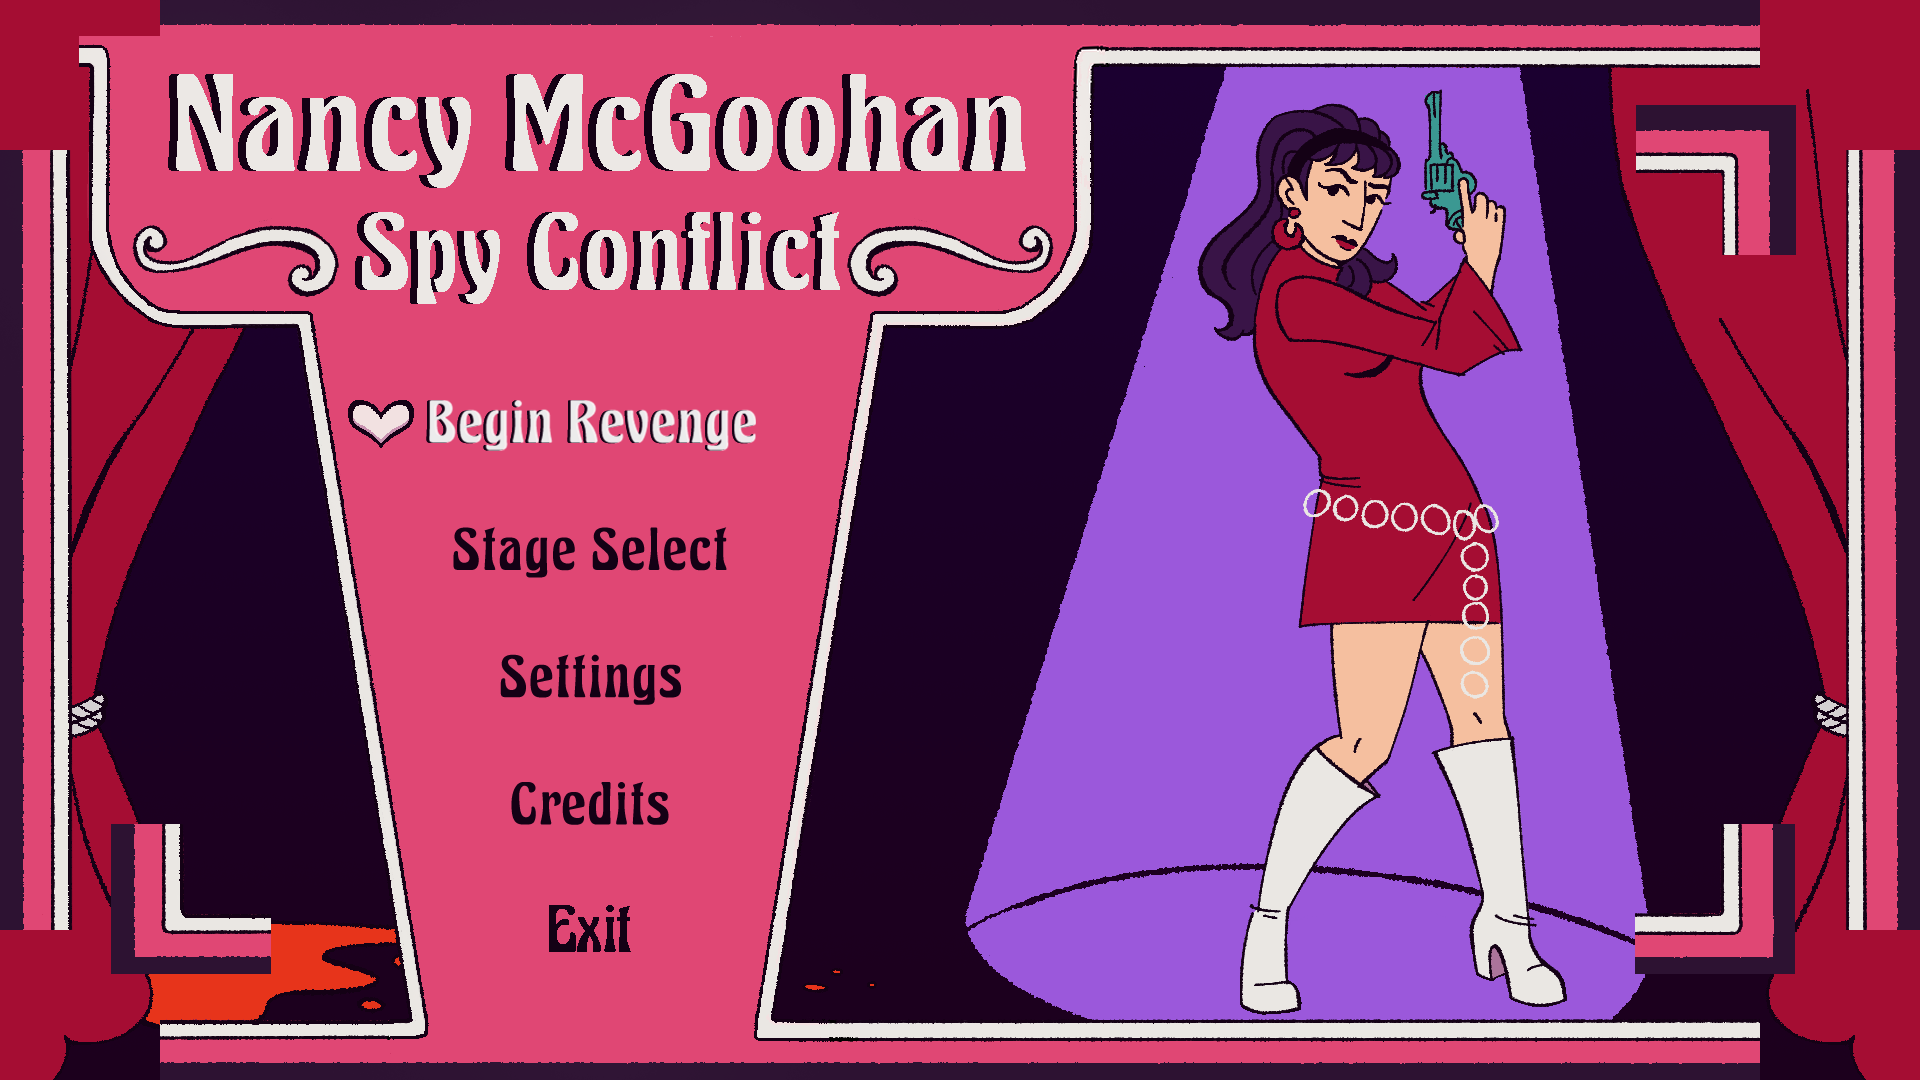 Nancy McGoohan
Spy Conflict
Begin Revenge
Stage Select
Settings
Credits
Exit